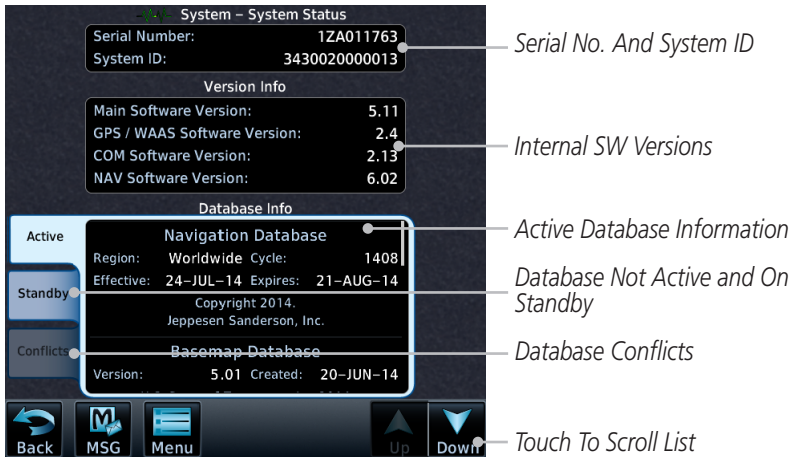 System – System Status
Serial Number: 1ZA011763
System ID: 3430020000013
Serial No. And System ID
Version Info
Main Software Version: 5.11
GPS / WAAS Software Version: 2.4
COM Software Version: 2.13
NAV Software Version: 6.02
Internal SW Versions
Database Info
Active
Navigation Database
Region: Worldwide Cycle: 1408
Effective: 24–JUL–14 Expires: 21–AUG–14
Copyright 2014.
Jeppesen Sanderson, Inc.
Active Database Information
Standby
Database Not Active and On
Standby
Conflicts
Basemap Database
Version: 5.01 Created: 20–JUN–14
Database Conflicts
Back
MSG
Menu
Up
Down
Touch To Scroll List